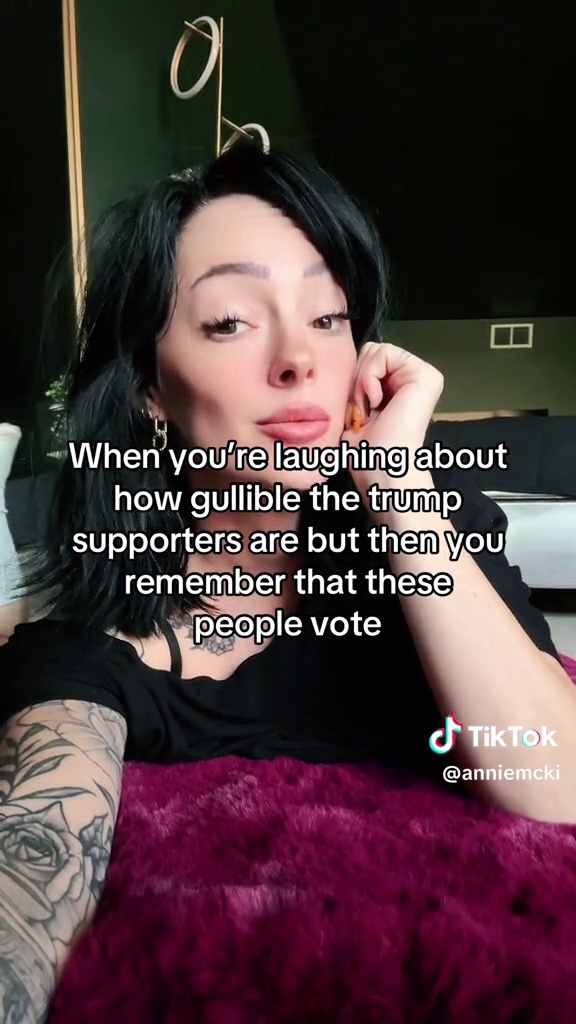 When you’re laughing about
how gullible the trump
supporters are but then you
remember that these
people vote
TikTok
@anniemcki